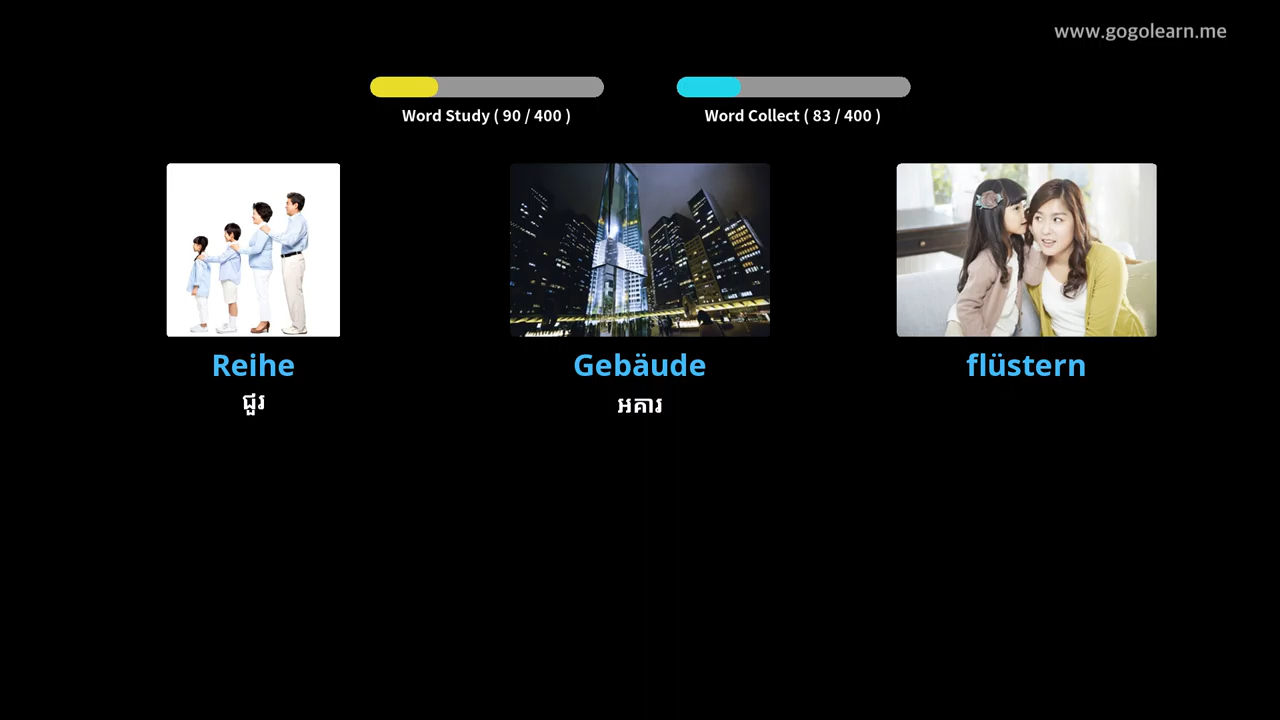 www.gogolearn.me
Word Study ( 90 / 400 )
Word Collect ( 83 / 400 )
Reihe
ជួរ
Gebäude
អគារ
flüstern